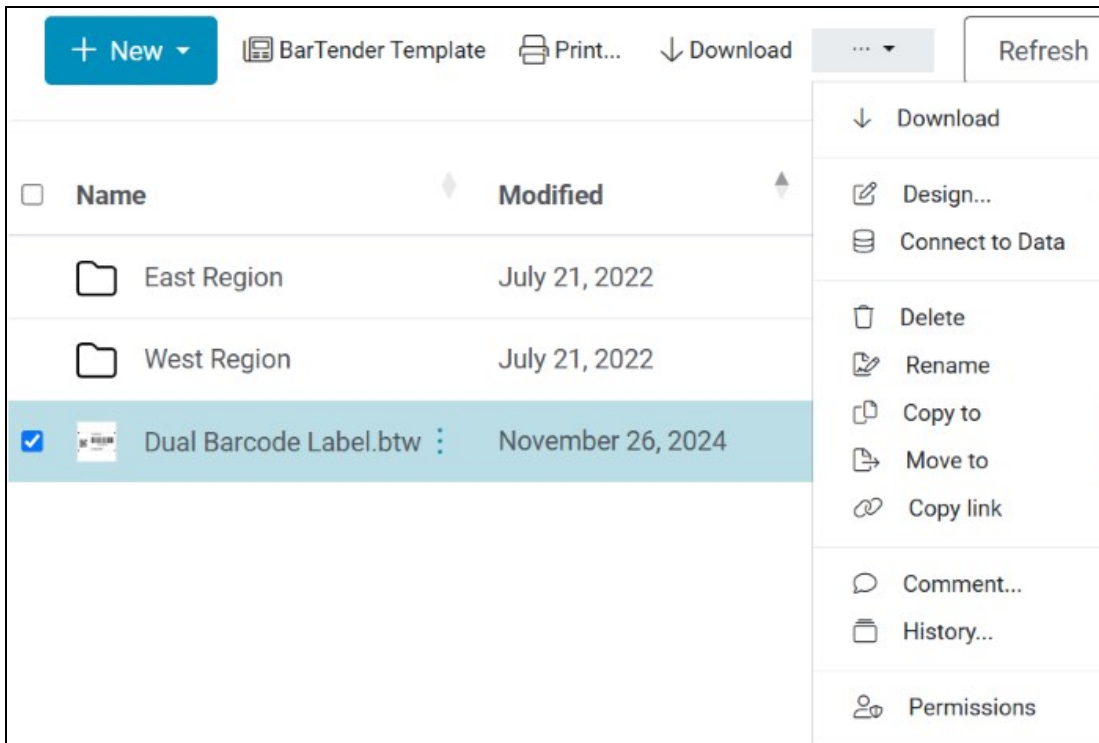 + New BarTender Template Print... Download ... Refresh
Download
Name Modified
Design...
Connect to Data
East Region July 21, 2022
Delete
West Region July 21, 2022
Rename
Copy to
Dual Barcode Label.btw November 26, 2024
Move to
Copy link
Comment...
History...
Permissions